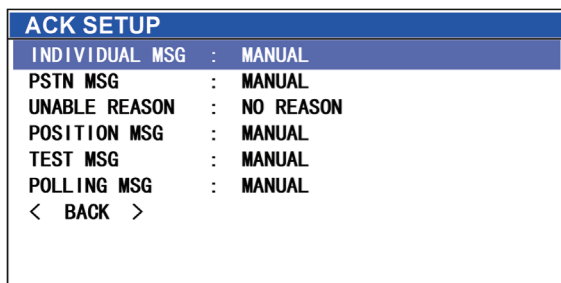 ACK SETUP
INDIVIDUAL MSG : MANUAL
PSTN MSG : MANUAL
UNABLE REASON : NO REASON
POSITION MSG : MANUAL
TEST MSG : MANUAL
POLLING MSG : MANUAL
< BACK >